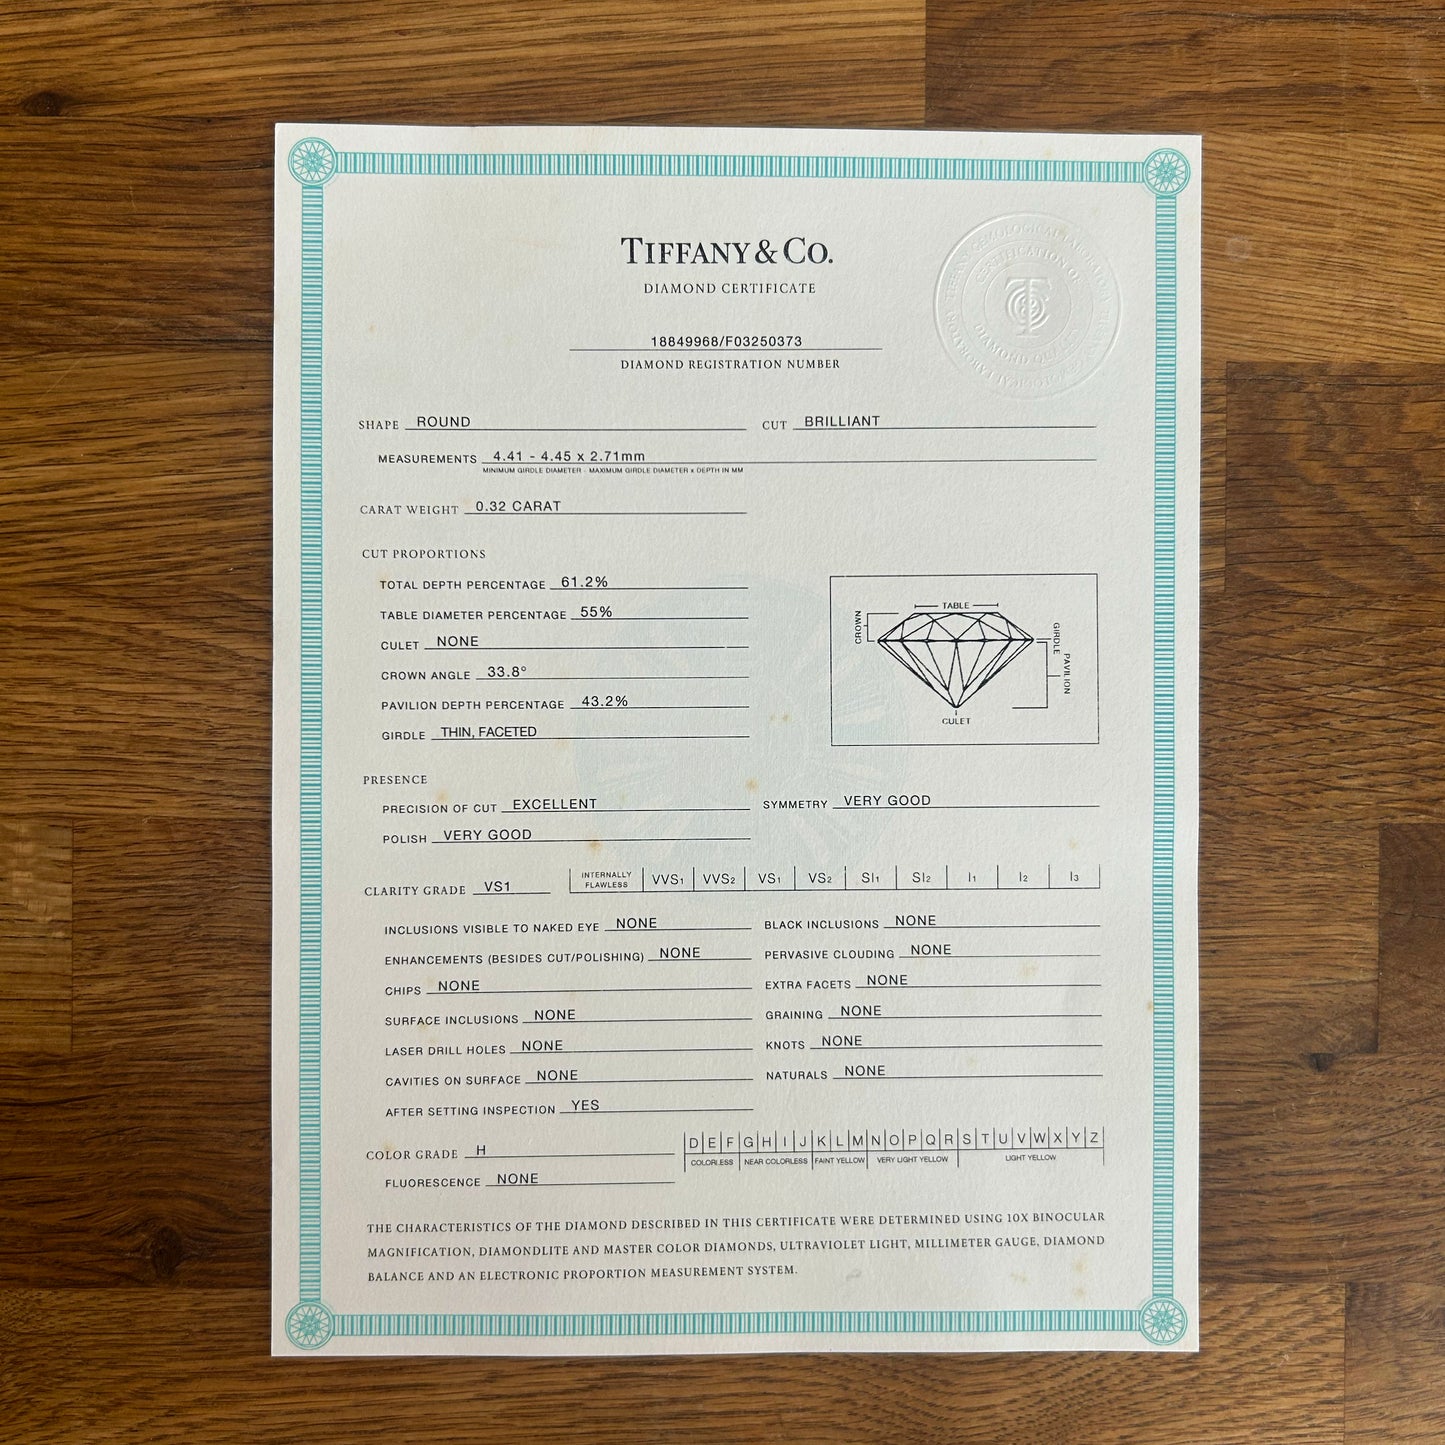 TIFFANY & CO.
DIAMOND CERTIFICATE
TIFFANY GEMOLOGICAL LABORATORY
CERTIFICATION OF
DIAMOND QUALITY
18849968/F03250373
DIAMOND REGISTRATION NUMBER
SHAPE ROUND CUT BRILLIANT
MEASUREMENTS 4.41 - 4.45 x 2.71mm
MINIMUM GIRDLE DIAMETER - MAXIMUM GIRDLE DIAMETER x DEPTH IN MM
CARAT WEIGHT 0.32 CARAT
CUT PROPORTIONS
TOTAL DEPTH PERCENTAGE 61.2%
TABLE DIAMETER PERCENTAGE 55%
CULET NONE
CROWN ANGLE 33.8°
PAVILION DEPTH PERCENTAGE 43.2%
GIRDLE THIN, FACETED
TABLE
CROWN
GIRDLE
PAVILION
CULET
PRESENCE
PRECISION OF CUT EXCELLENT SYMMETRY VERY GOOD
POLISH VERY GOOD
CLARITY GRADE VS1 INTERNALLY FLAWLESS VVS1 VVS2 VS1 VS2 SI1 SI2 I1 I2 I3
INCLUSIONS VISIBLE TO NAKED EYE NONE BLACK INCLUSIONS NONE
ENHANCEMENTS (BESIDES CUT/POLISHING) NONE PERVASIVE CLOUDING NONE
CHIPS NONE EXTRA FACETS NONE
SURFACE INCLUSIONS NONE GRAINING NONE
LASER DRILL HOLES NONE KNOTS NONE
CAVITIES ON SURFACE NONE NATURALS NONE
AFTER SETTING INSPECTION YES
COLOR GRADE H D E F G H I J K L M N O P Q R S T U V W X Y Z
COLORLESS NEAR COLORLESS FAINT YELLOW VERY LIGHT YELLOW LIGHT YELLOW
FLUORESCENCE NONE
THE CHARACTERISTICS OF THE DIAMOND DESCRIBED IN THIS CERTIFICATE WERE DETERMINED USING 10X BINOCULAR
MAGNIFICATION, DIAMONDLITE AND MASTER COLOR DIAMONDS, ULTRAVIOLET LIGHT, MILLIMETER GAUGE, DIAMOND
BALANCE AND AN ELECTRONIC PROPORTION MEASUREMENT SYSTEM.